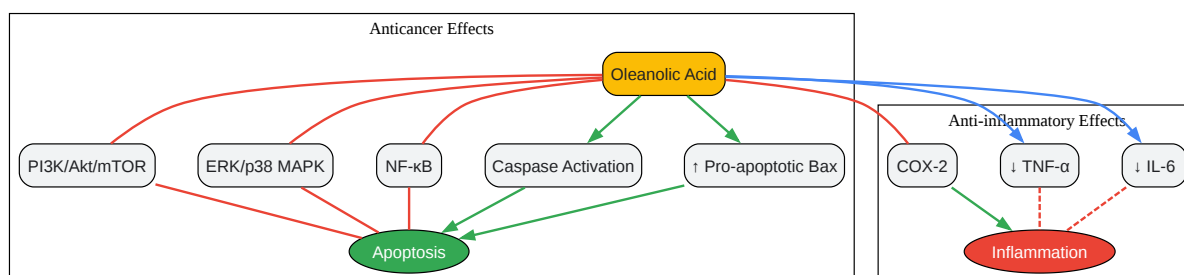 Anticancer Effects
Oleanolic Acid
Anti-inflammatory Effects
PI3K/Akt/mTOR
ERK/p38 MAPK
NF-κB
Caspase Activation
↑ Pro-apoptotic Bax
COX-2
↓ TNF-α
↓ IL-6
Apoptosis
Inflammation